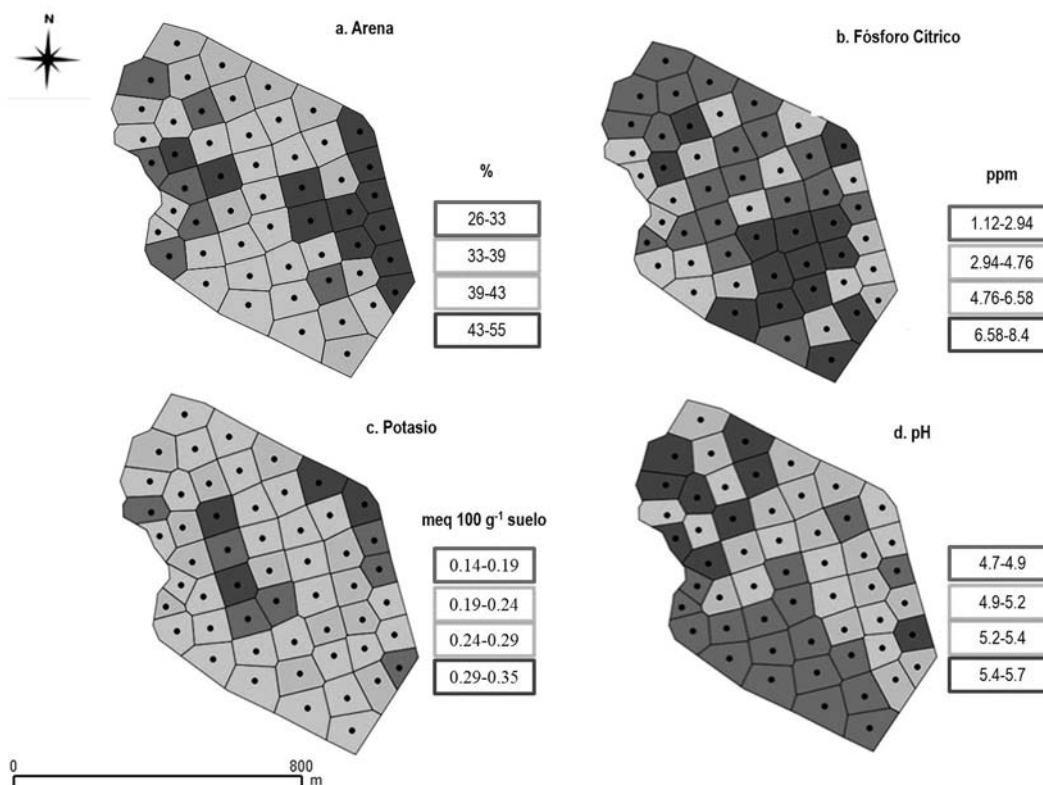 N
a. Arena
%
26-33
33-39
39-43
43-55
b. Fósforo Cítrico
ppm
1.12-2.94
2.94-4.76
4.76-6.58
6.58-8.4
c. Potasio
meq 100 g⁻¹ suelo
0.14-0.19
0.19-0.24
0.24-0.29
0.29-0.35
d. pH
4.7-4.9
4.9-5.2
5.2-5.4
5.4-5.7
0 800
m